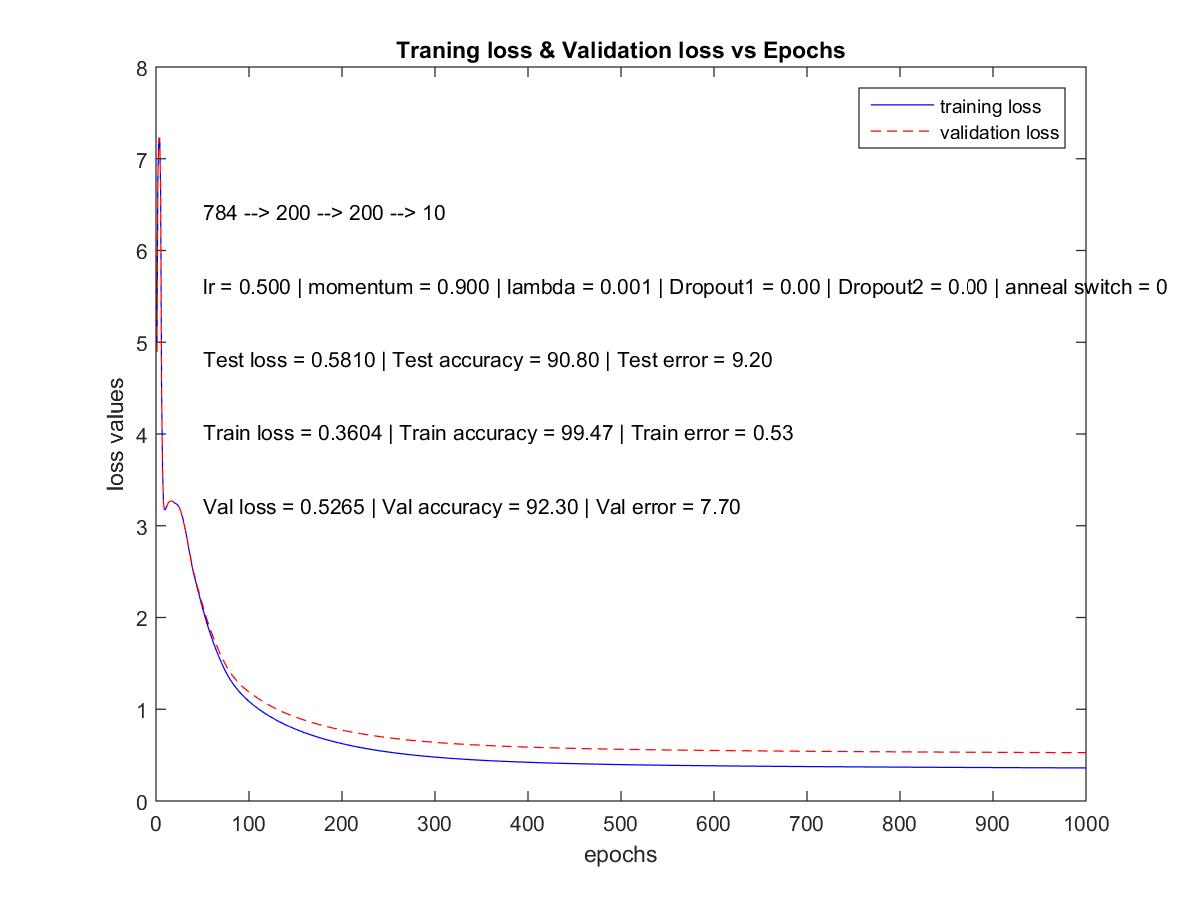 Traning loss & Validation loss vs Epochs
8
training loss
validation loss
7
784 --> 200 --> 200 --> 10
6
lr = 0.500 | momentum = 0.900 | lambda = 0.001 | Dropout1 = 0.00 | Dropout2 = 0.00 | anneal switch = 0
5
Test loss = 0.5810 | Test accuracy = 90.80 | Test error = 9.20
loss values
4
Train loss = 0.3604 | Train accuracy = 99.47 | Train error = 0.53
Val loss = 0.5265 | Val accuracy = 92.30 | Val error = 7.70
3
2
1
0
0 100 200 300 400 500 600 700 800 900 1000
epochs